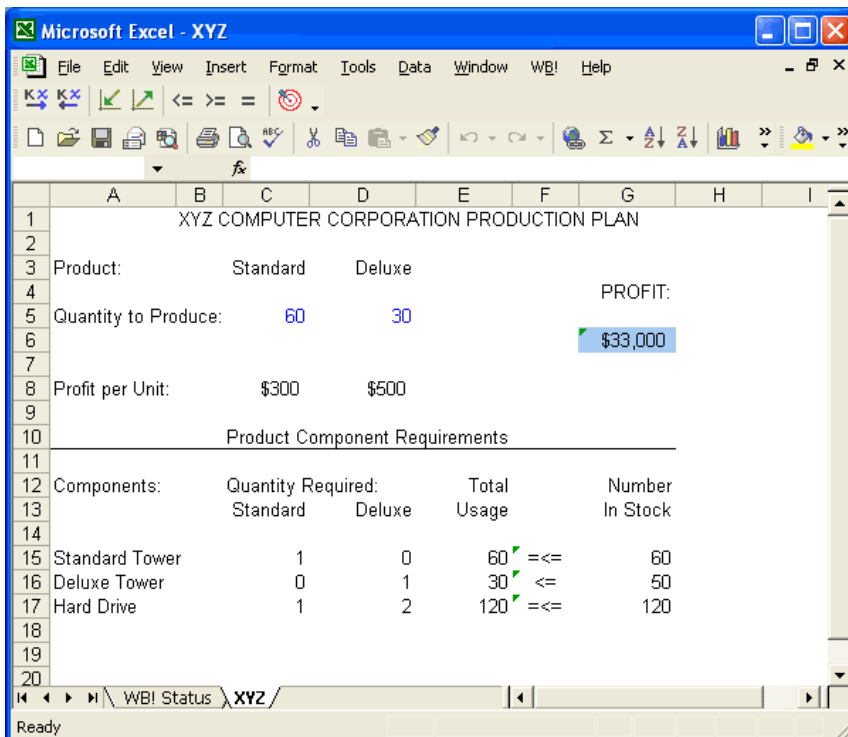 Microsoft Excel - XYZ
File Edit View Insert Format Tools Data Window WB! Help
<= >= =
ABC Σ A Z Z A
fx
A B C D E F G H I
1 XYZ COMPUTER CORPORATION PRODUCTION PLAN
2
3 Product: Standard Deluxe
4 PROFIT:
5 Quantity to Produce: 60 30
6 $33,000
7
8 Profit per Unit: $300 $500
9
10 Product Component Requirements
11
12 Components: Quantity Required: Total Number
13 Standard Deluxe Usage In Stock
14
15 Standard Tower 1 0 60 =<= 60
16 Deluxe Tower 0 1 30 <= 50
17 Hard Drive 1 2 120 =<= 120
18
19
20
WB! Status XYZ
Ready